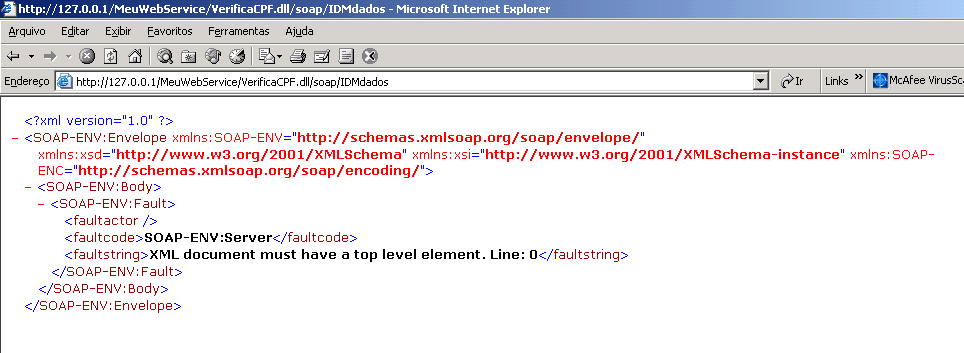 http://127.0.0.1/MeuWebService/VerificaCPF.dll/soap/IDMdados - Microsoft Internet Explorer
Arquivo Editar Exibir Favoritos Ferramentas Ajuda
Endereço http://127.0.0.1/MeuWebService/VerificaCPF.dll/soap/IDMdados Ir Links » McAfee VirusSca
<?xml version="1.0" ?>
- <SOAP-ENV:Envelope xmlns:SOAP-ENV="http://schemas.xmlsoap.org/soap/envelope/"
xmlns:xsd="http://www.w3.org/2001/XMLSchema" xmlns:xsi="http://www.w3.org/2001/XMLSchema-instance" xmlns:SOAP-
ENC="http://schemas.xmlsoap.org/soap/encoding/">
- <SOAP-ENV:Body>
- <SOAP-ENV:Fault>
<faultactor />
<faultcode>SOAP-ENV:Server</faultcode>
<faultstring>XML document must have a top level element. Line: 0</faultstring>
</SOAP-ENV:Fault>
</SOAP-ENV:Body>
</SOAP-ENV:Envelope>